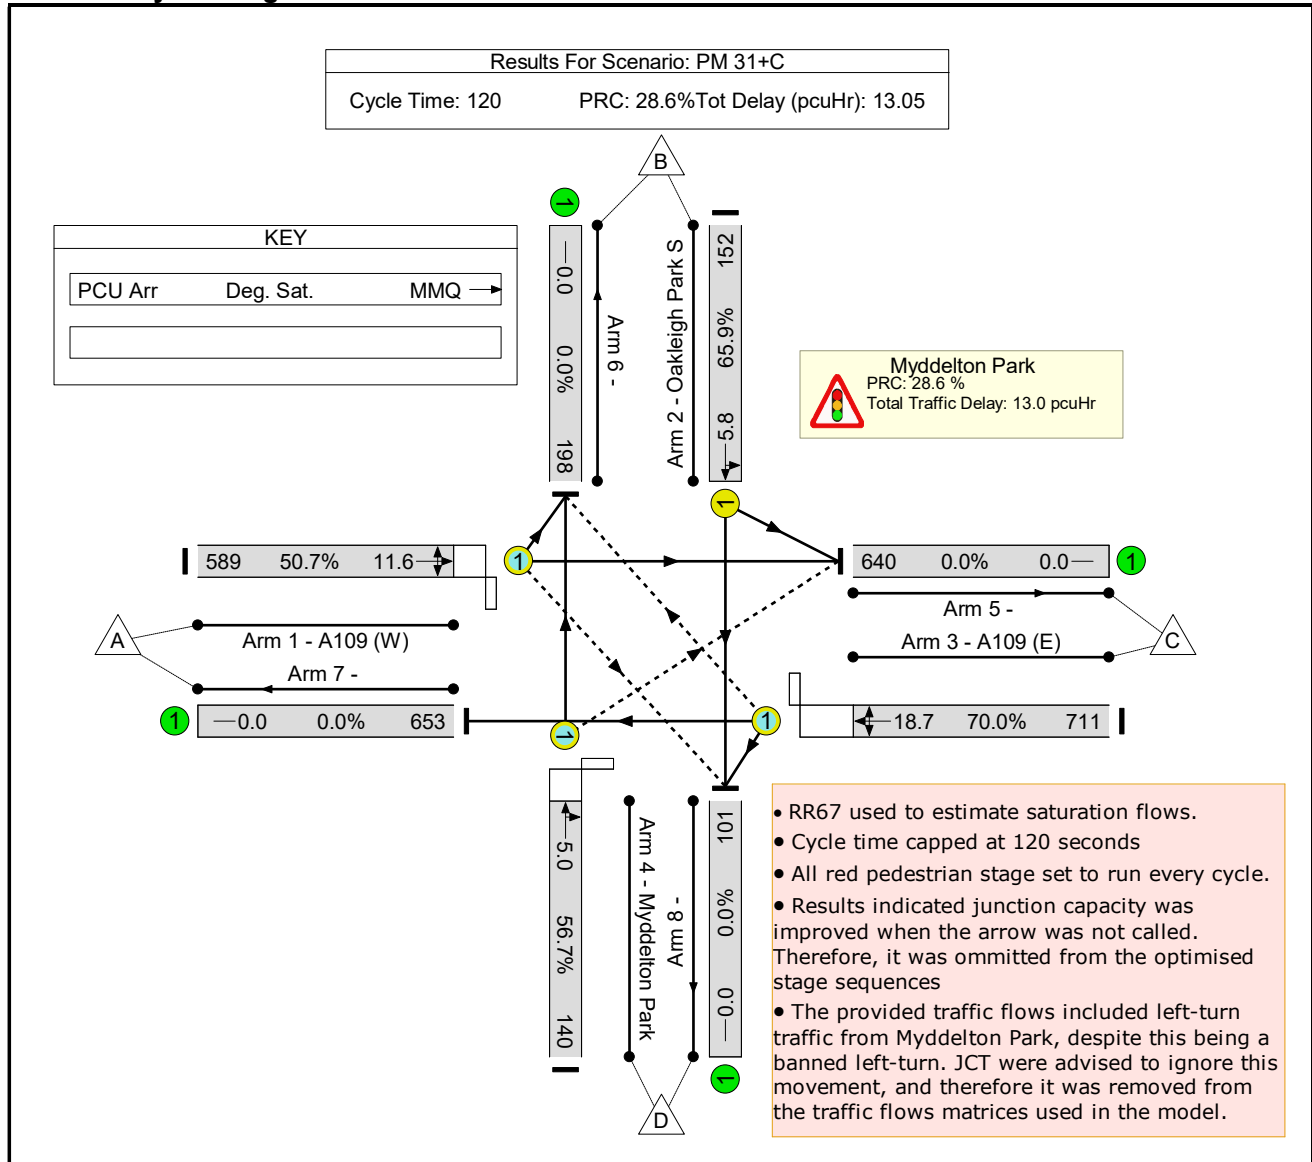 Results For Scenario: PM 31+C
Cycle Time: 120 PRC: 28.6%Tot Delay (pcuHr): 13.05
B
KEY
PCU Arr Deg. Sat. MMQ
1
0.0 0.0% 198
Arm 6 -
Arm 2 - Oakleigh Park S
152 65.9% 5.8
1
Myddelton Park
PRC: 28.6 %
Total Traffic Delay: 13.0 pcuHr
589 50.7% 11.6
1
640 0.0% 0.0
1
A
Arm 1 - A109 (W)
Arm 7 -
Arm 5 -
Arm 3 - A109 (E)
C
1
0.0 0.0% 653
1
1
18.7 70.0% 711
5.0 56.7% 140
Arm 4 - Myddelton Park
Arm 8 -
101 0.0% 0.0
1
D
• RR67 used to estimate saturation flows.
• Cycle time capped at 120 seconds
• All red pedestrian stage set to run every cycle.
• Results indicated junction capacity was
improved when the arrow was not called.
Therefore, it was ommitted from the optimised
stage sequences
• The provided traffic flows included left-turn
traffic from Myddelton Park, despite this being a
banned left-turn. JCT were advised to ignore this
movement, and therefore it was removed from
the traffic flows matrices used in the model.